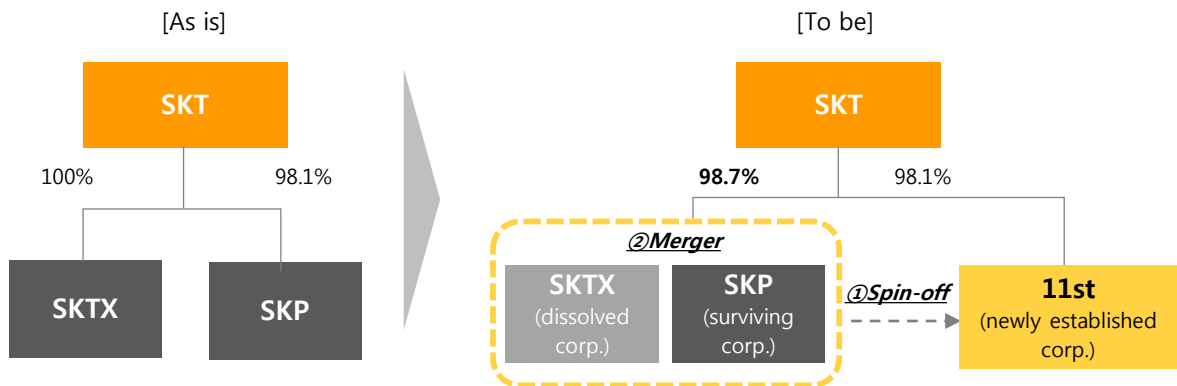 [As is]
SKT
100%
98.1%
SKTX
SKP
[To be]
SKT
98.7%
98.1%
②Merger
SKTX
(dissolved
corp.)
SKP
(surviving
corp.)
①Spin-off
11st
(newly established
corp.)